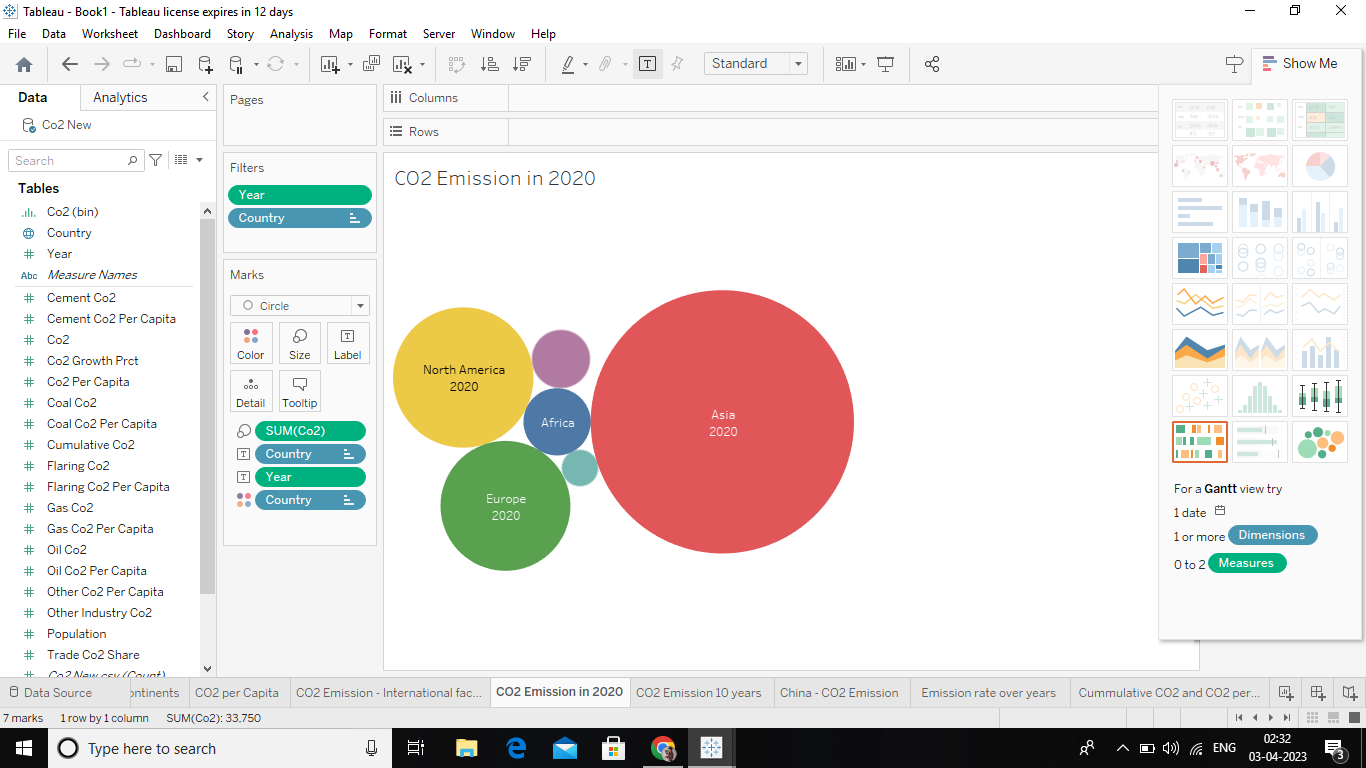 Tableau - Book1 - Tableau license expires in 12 days
File Data Worksheet Dashboard Story Analysis Map Format Server Window Help
Standard
Show Me
Data Analytics
Co2 New
Search
Tables
Co2 (bin)
Country
Year
Abc Measure Names
Cement Co2
Cement Co2 Per Capita
Co2
Co2 Growth Prct
Co2 Per Capita
Coal Co2
Coal Co2 Per Capita
Cumulative Co2
Flaring Co2
Flaring Co2 Per Capita
Gas Co2
Gas Co2 Per Capita
Oil Co2
Oil Co2 Per Capita
Other Co2 Per Capita
Other Industry Co2
Population
Trade Co2 Share
Co2 New.csv (Count)
Pages
Filters
Year
Country
Marks
Circle
Color Size Label
Detail Tooltip
SUM(Co2)
Country
Year
Country
Columns
Rows
CO2 Emission in 2020
North America
2020
Africa
Europe
2020
Asia
2020
For a Gantt view try
1 date
1 or more Dimensions
0 to 2 Measures
Data Source ontinents CO2 per Capita CO2 Emission - International fac... CO2 Emission in 2020 CO2 Emission 10 years China - CO2 Emission Emission rate over years Cummulative CO2 and CO2 per...
7 marks 1 row by 1 column SUM(Co2): 33,750
Type here to search
ENG
02:32
03-04-2023
3